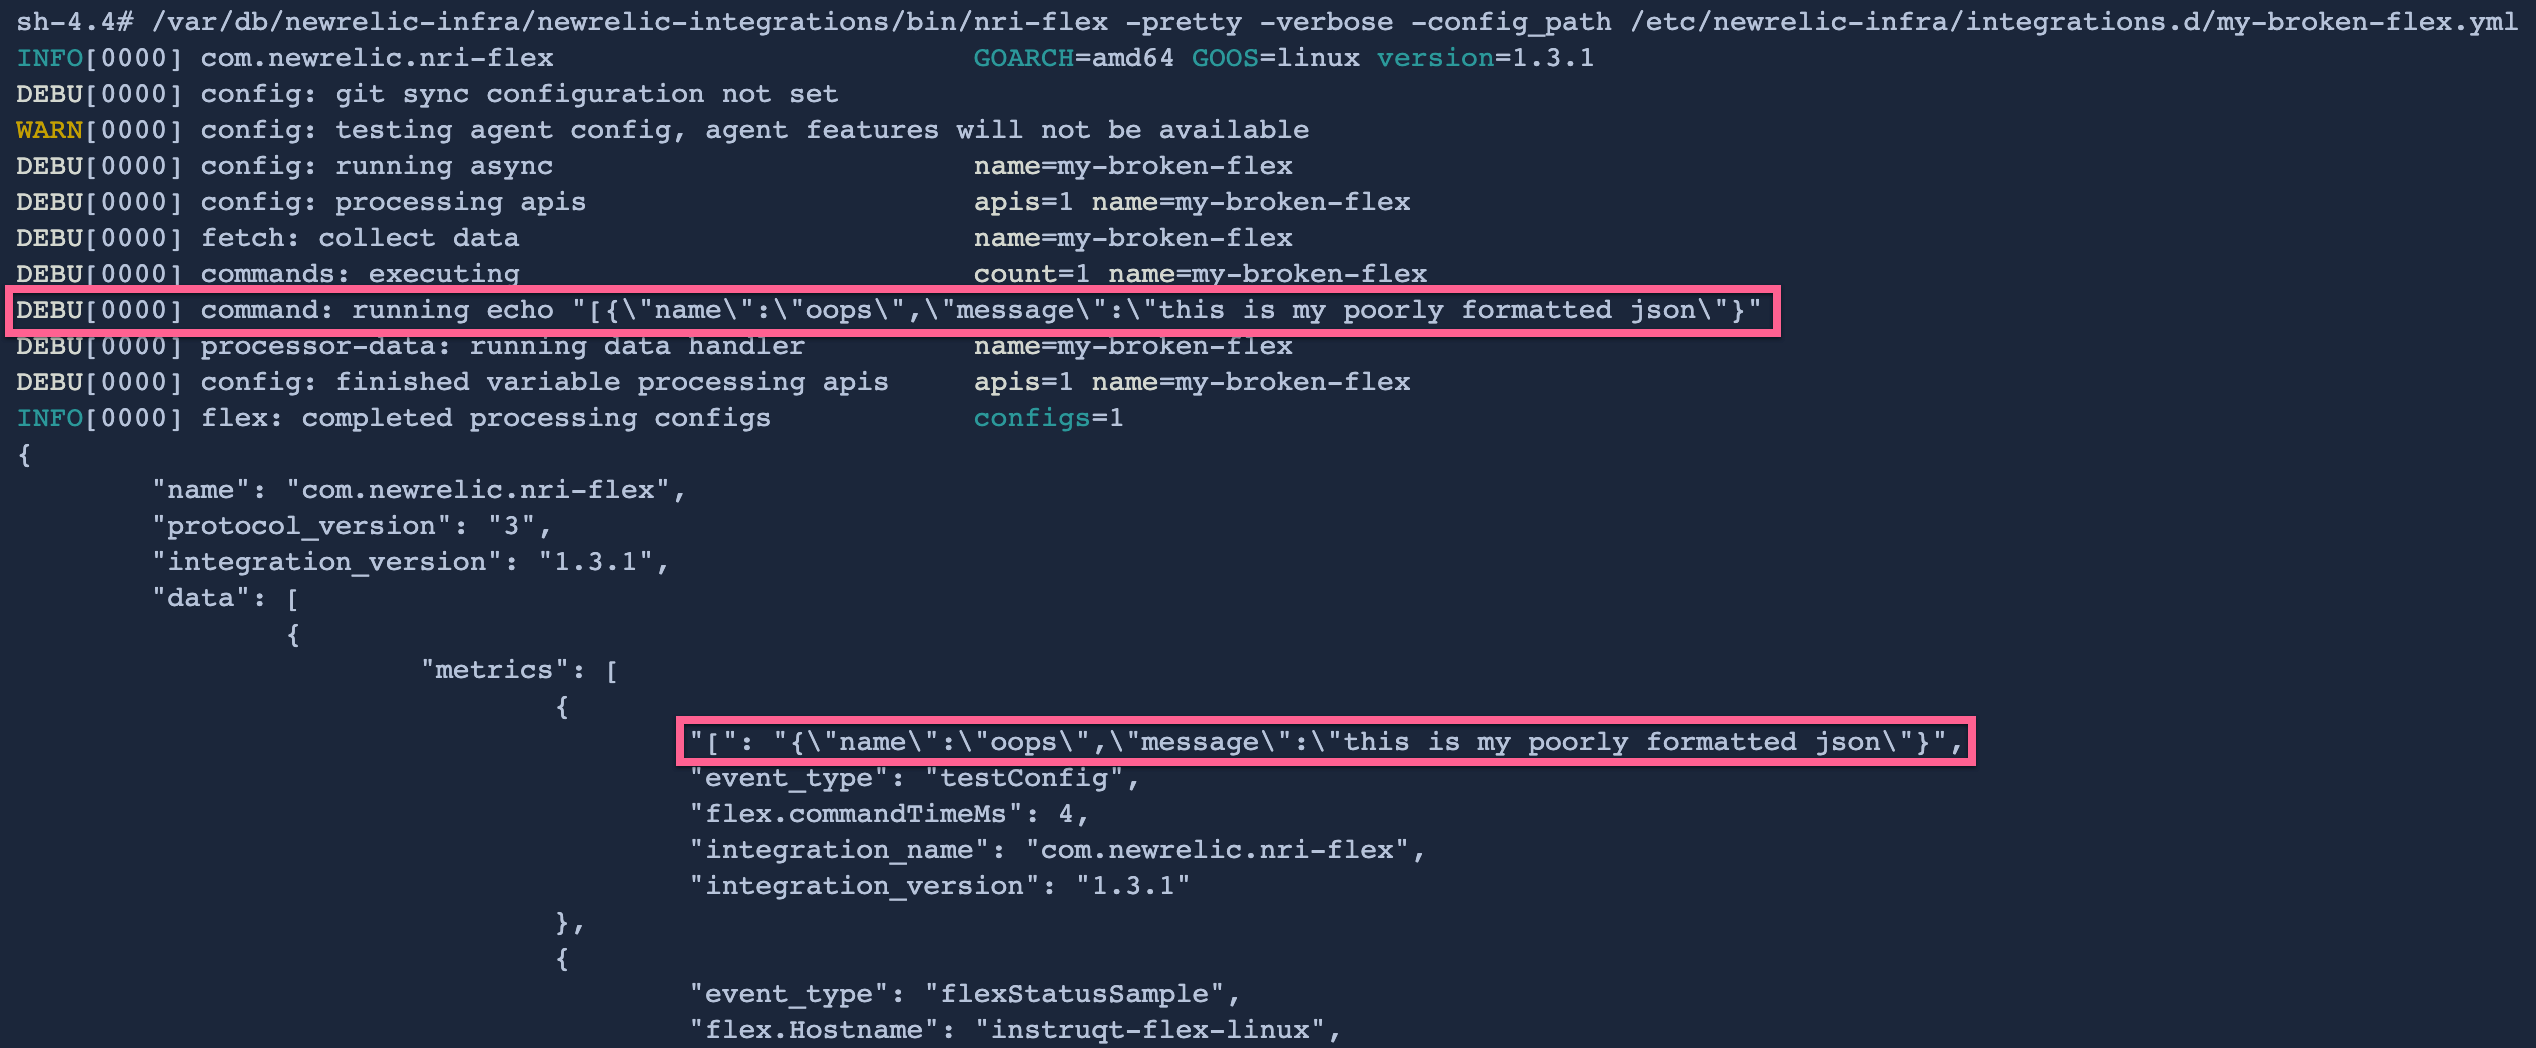 sh-4.4# /var/db/newrelic-infra/newrelic-integrations/bin/nri-flex -pretty -verbose -config_path /etc/newrelic-infra/integrations.d/my-broken-flex.yml
INFO[0000] com.newrelic.nri-flex                         GOARCH=amd64 GOOS=linux version=1.3.1
DEBU[0000] config: git sync configuration not set
WARN[0000] config: testing agent config, agent features will not be available
DEBU[0000] config: running async                         name=my-broken-flex
DEBU[0000] config: processing apis                       apis=1 name=my-broken-flex
DEBU[0000] fetch: collect data                           name=my-broken-flex
DEBU[0000] commands: executing                           count=1 name=my-broken-flex
DEBU[0000] command: running echo "[{\"name\":\"oops\",\"message\":\"this is my poorly formatted json\"}"
DEBU[0000] processor-data: running data handler          name=my-broken-flex
DEBU[0000] config: finished variable processing apis     apis=1 name=my-broken-flex
INFO[0000] flex: completed processing configs            configs=1
{
        "name": "com.newrelic.nri-flex",
        "protocol_version": "3",
        "integration_version": "1.3.1",
        "data": [
                {
                        "metrics": [
                                {
                                        "[": "{\"name\":\"oops\",\"message\":\"this is my poorly formatted json\"}",
                                        "event_type": "testConfig",
                                        "flex.commandTimeMs": 4,
                                        "integration_name": "com.newrelic.nri-flex",
                                        "integration_version": "1.3.1"
                                },
                                {
                                        "event_type": "flexStatusSample",
                                        "flex.Hostname": "instruqt-flex-linux",